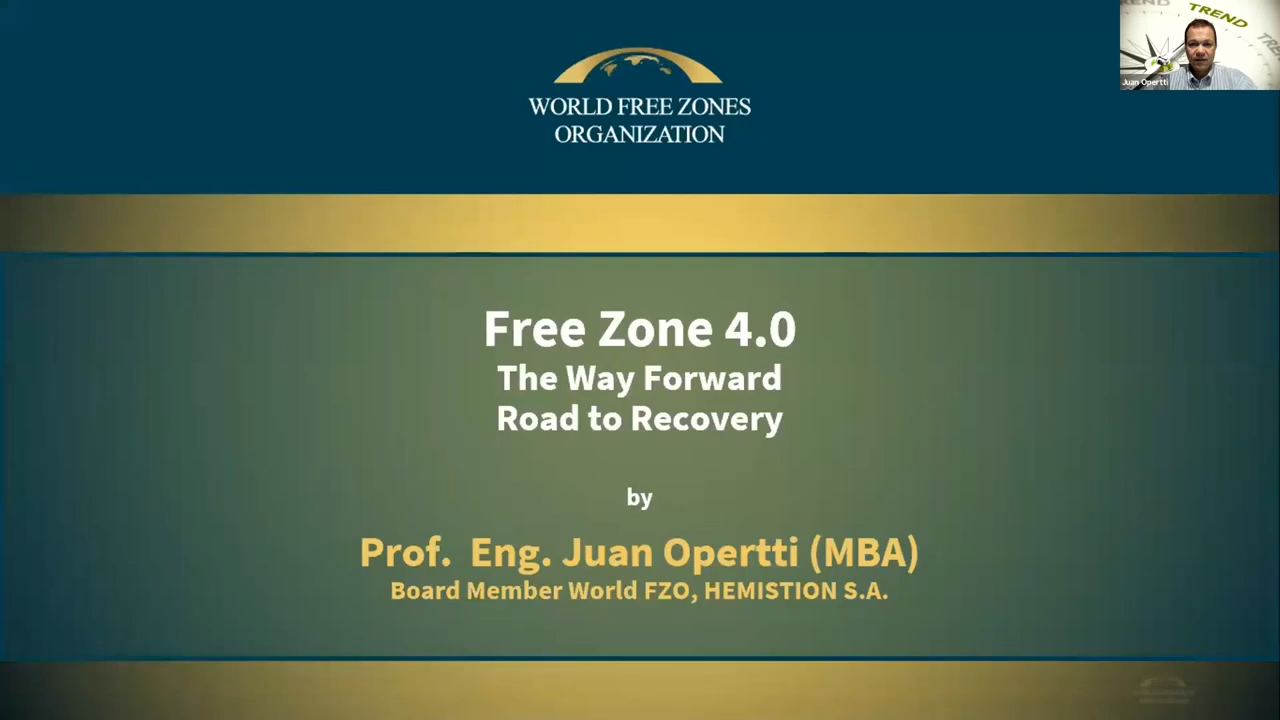 WORLD FREE ZONES
ORGANIZATION
TREND
Juan Opertti
Free Zone 4.0
The Way Forward
Road to Recovery
by
Prof. Eng. Juan Opertti (MBA)
Board Member World FZO, HEMISTION S.A.